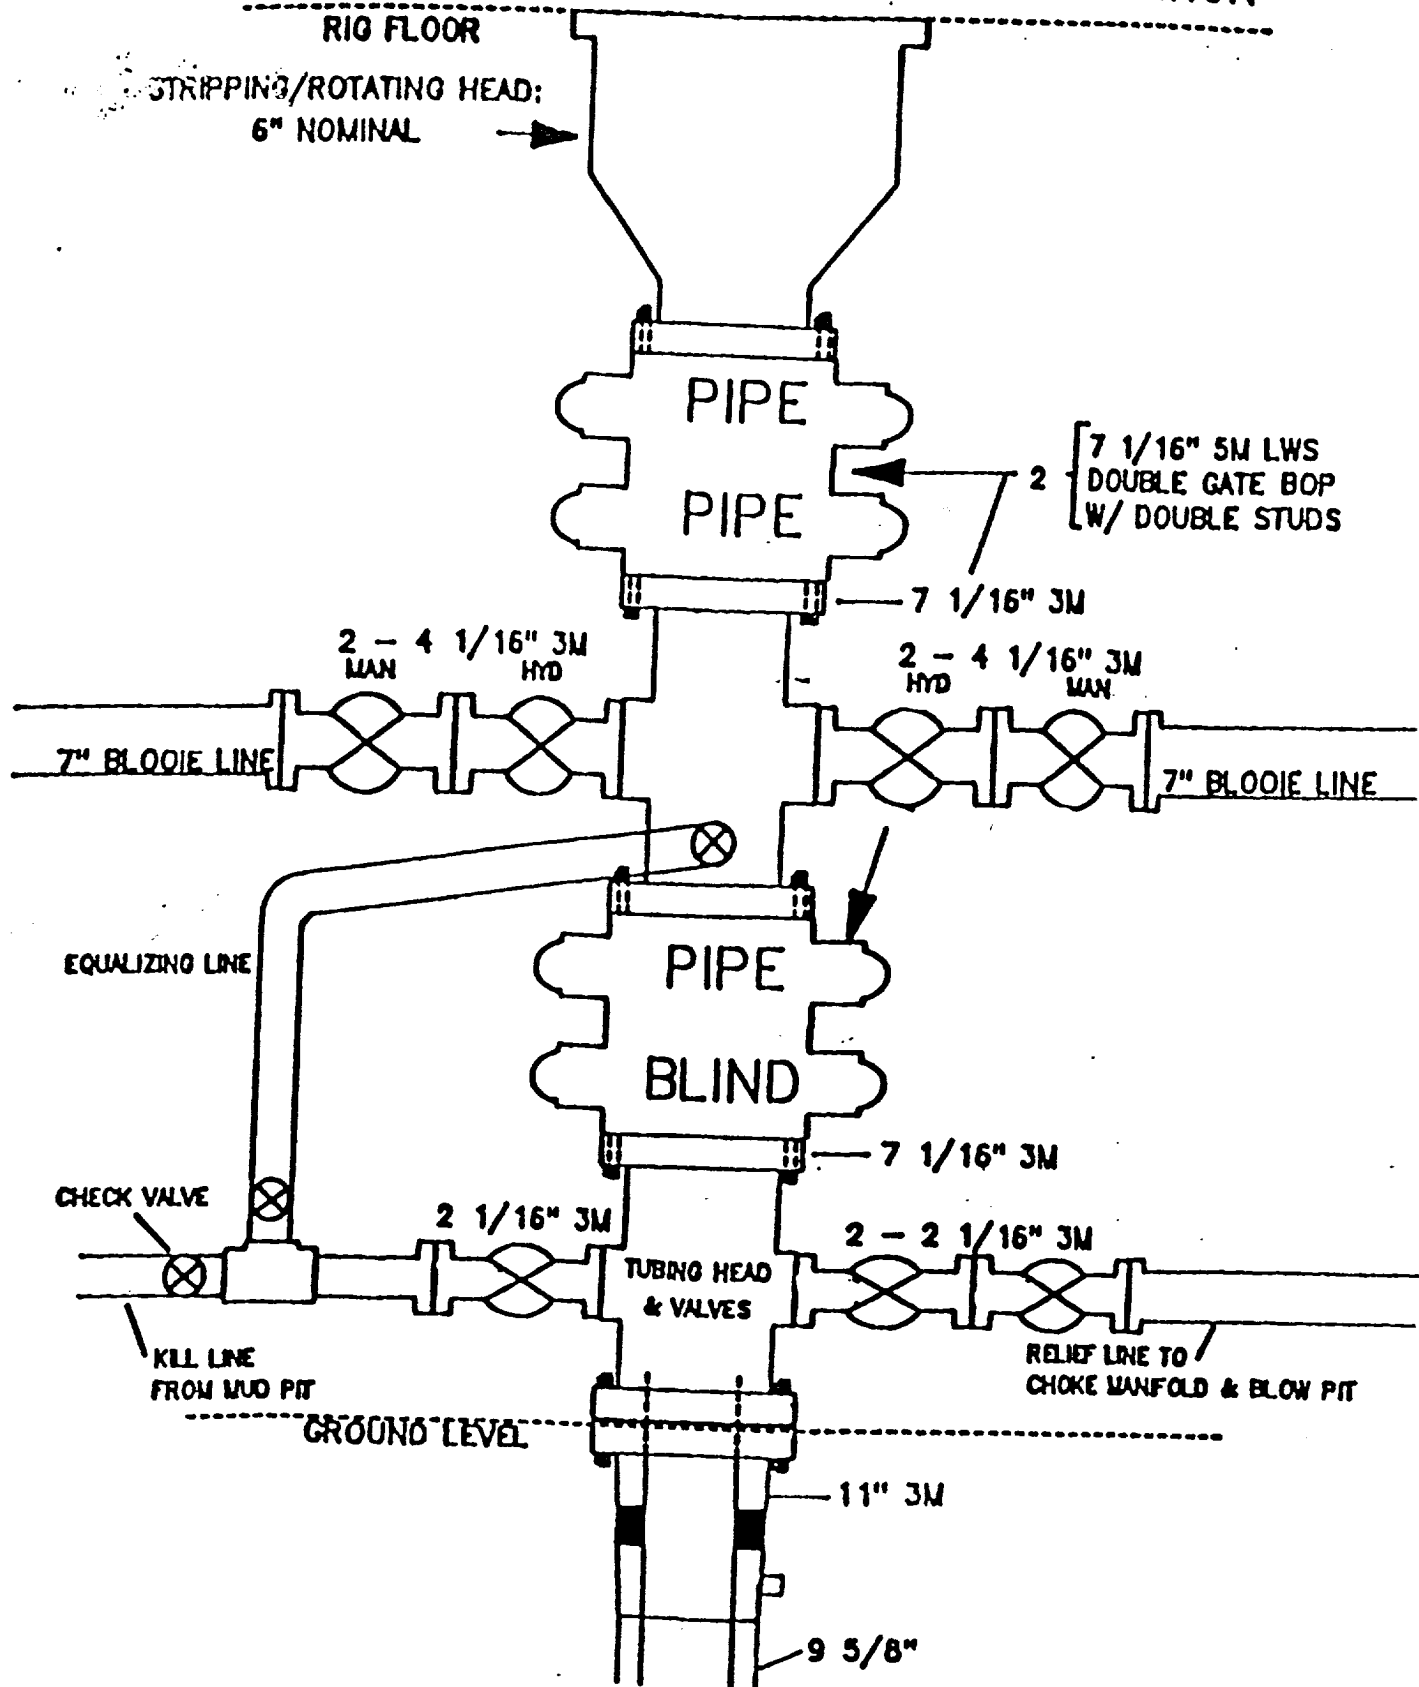 RIG FLOOR
STRIPPING/ROTATING HEAD:
6" NOMINAL
PIPE
PIPE
2
7 1/16" 5M LWS
DOUBLE GATE BOP
W/ DOUBLE STUDS
7 1/16" 3M
2 - 4 1/16" 3M
MAN HYD
2 - 4 1/16" 3M
HYD MAN
7" BLOOIE LINE
7" BLOOIE LINE
EQUALIZING LINE
PIPE
BLIND
7 1/16" 3M
CHECK VALVE
2 1/16" 3M
2 - 2 1/16" 3M
TUBING HEAD
& VALVES
KILL LINE
FROM MUD PIT
RELIEF LINE TO
CHOKE MANFOLD & BLOW PIT
GROUND LEVEL
11" 3M
9 5/8"